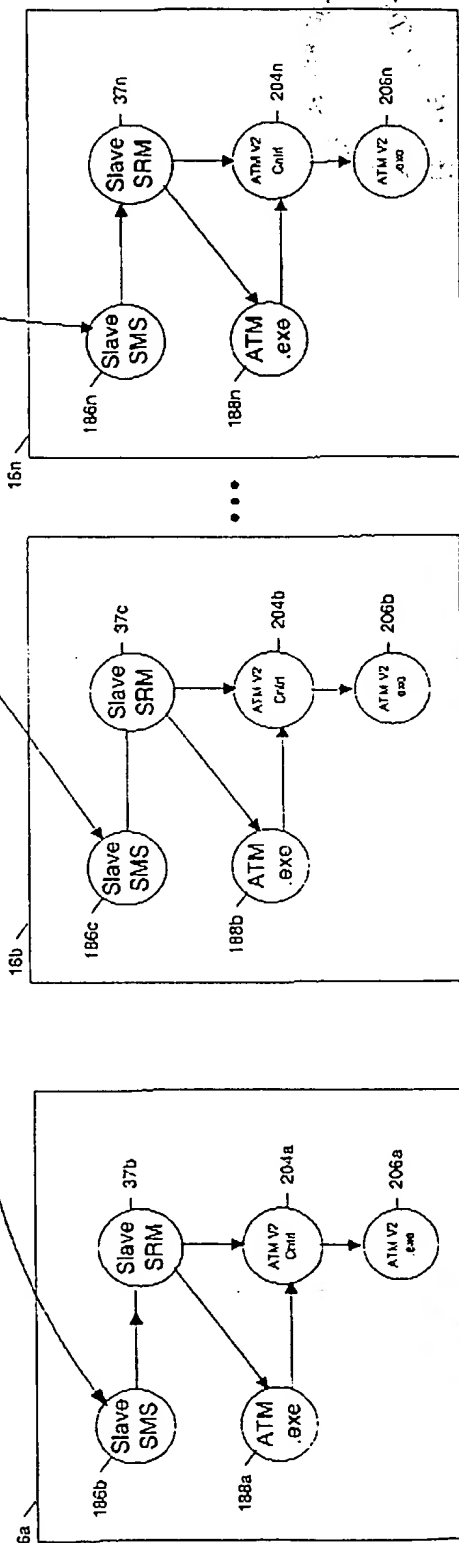 6a
186b
Slave
SMS
37b
Slave
SRM
188a
ATM
.exe
204a
ATM V2
Cntrl
206a
ATM V2
.exe
16b
186c
Slave
SMS
37c
Slave
SRM
188b
ATM
.exe
204b
ATM V2
Cntrl
206b
ATM V2
.exe
•••
16n
186n
Slave
SMS
37n
Slave
SRM
188n
ATM
.exe
204n
ATM V2
Cntrl
206n
ATM V2
.exe